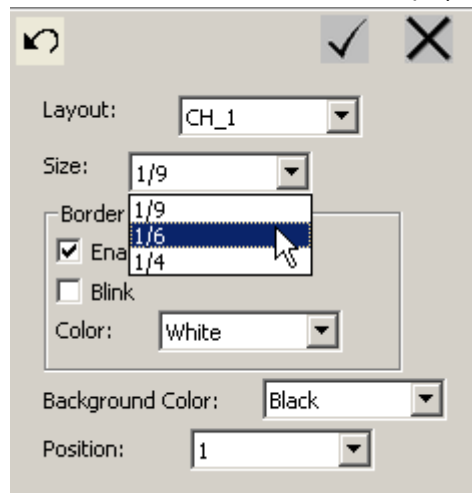 Layout: CH_1
Size: 1/9
Border 1/9
Ena 1/6
1/4
Blink
Color: White
Background Color: Black
Position: 1